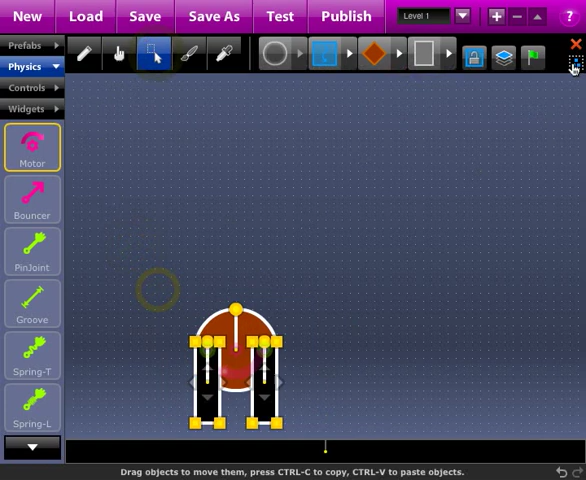 New Load Save Save As Test Publish Level 1 + − ?
Prefabs
Physics
Controls
Widgets
Motor
Bouncer
PinJoint
Groove
Spring-T
Spring-L
Drag objects to move them, press CTRL-C to copy, CTRL-V to paste objects.